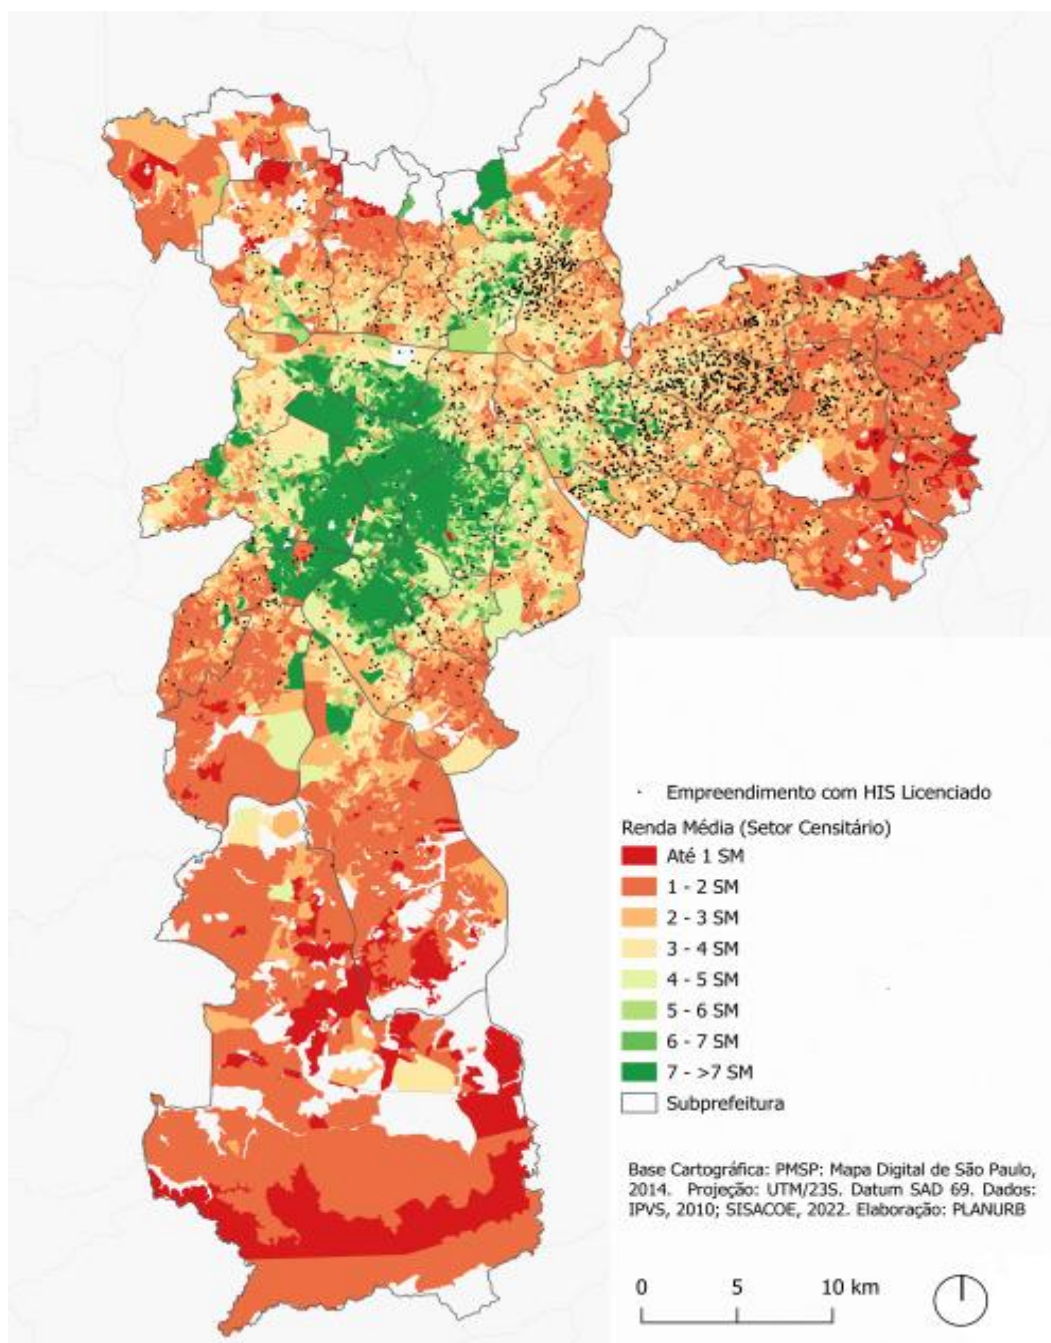 Empreendimento com HIS Licenciado
Renda Média (Setor Censitário)
Até 1 SM
1 - 2 SM
2 - 3 SM
3 - 4 SM
4 - 5 SM
5 - 6 SM
6 - 7 SM
7 - >7 SM
Subprefeitura
Base Cartográfica: PMSP: Mapa Digital de São Paulo,
2014. Projeção: UTM/23S. Datum SAD 69. Dados:
IPVS, 2010; SISACOE, 2022. Elaboração: PLANURB
0 5 10 km